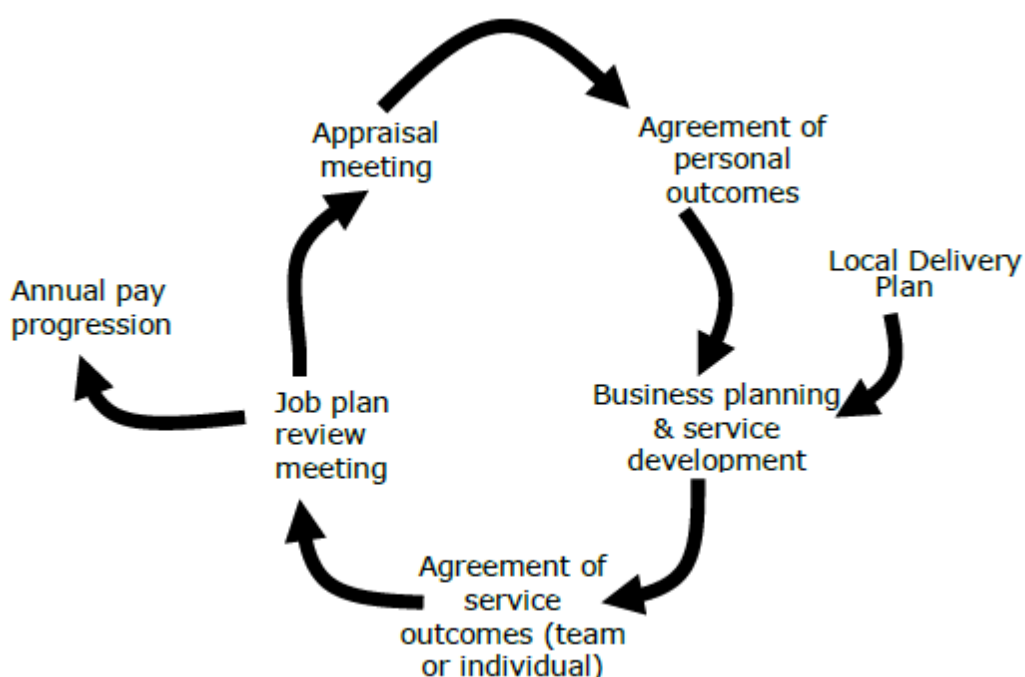 Appraisal
meeting
Agreement of
personal
outcomes
Local Delivery
Plan
Business planning
& service
development
Agreement of
service
outcomes (team
or individual)
Job plan
review
meeting
Annual pay
progression